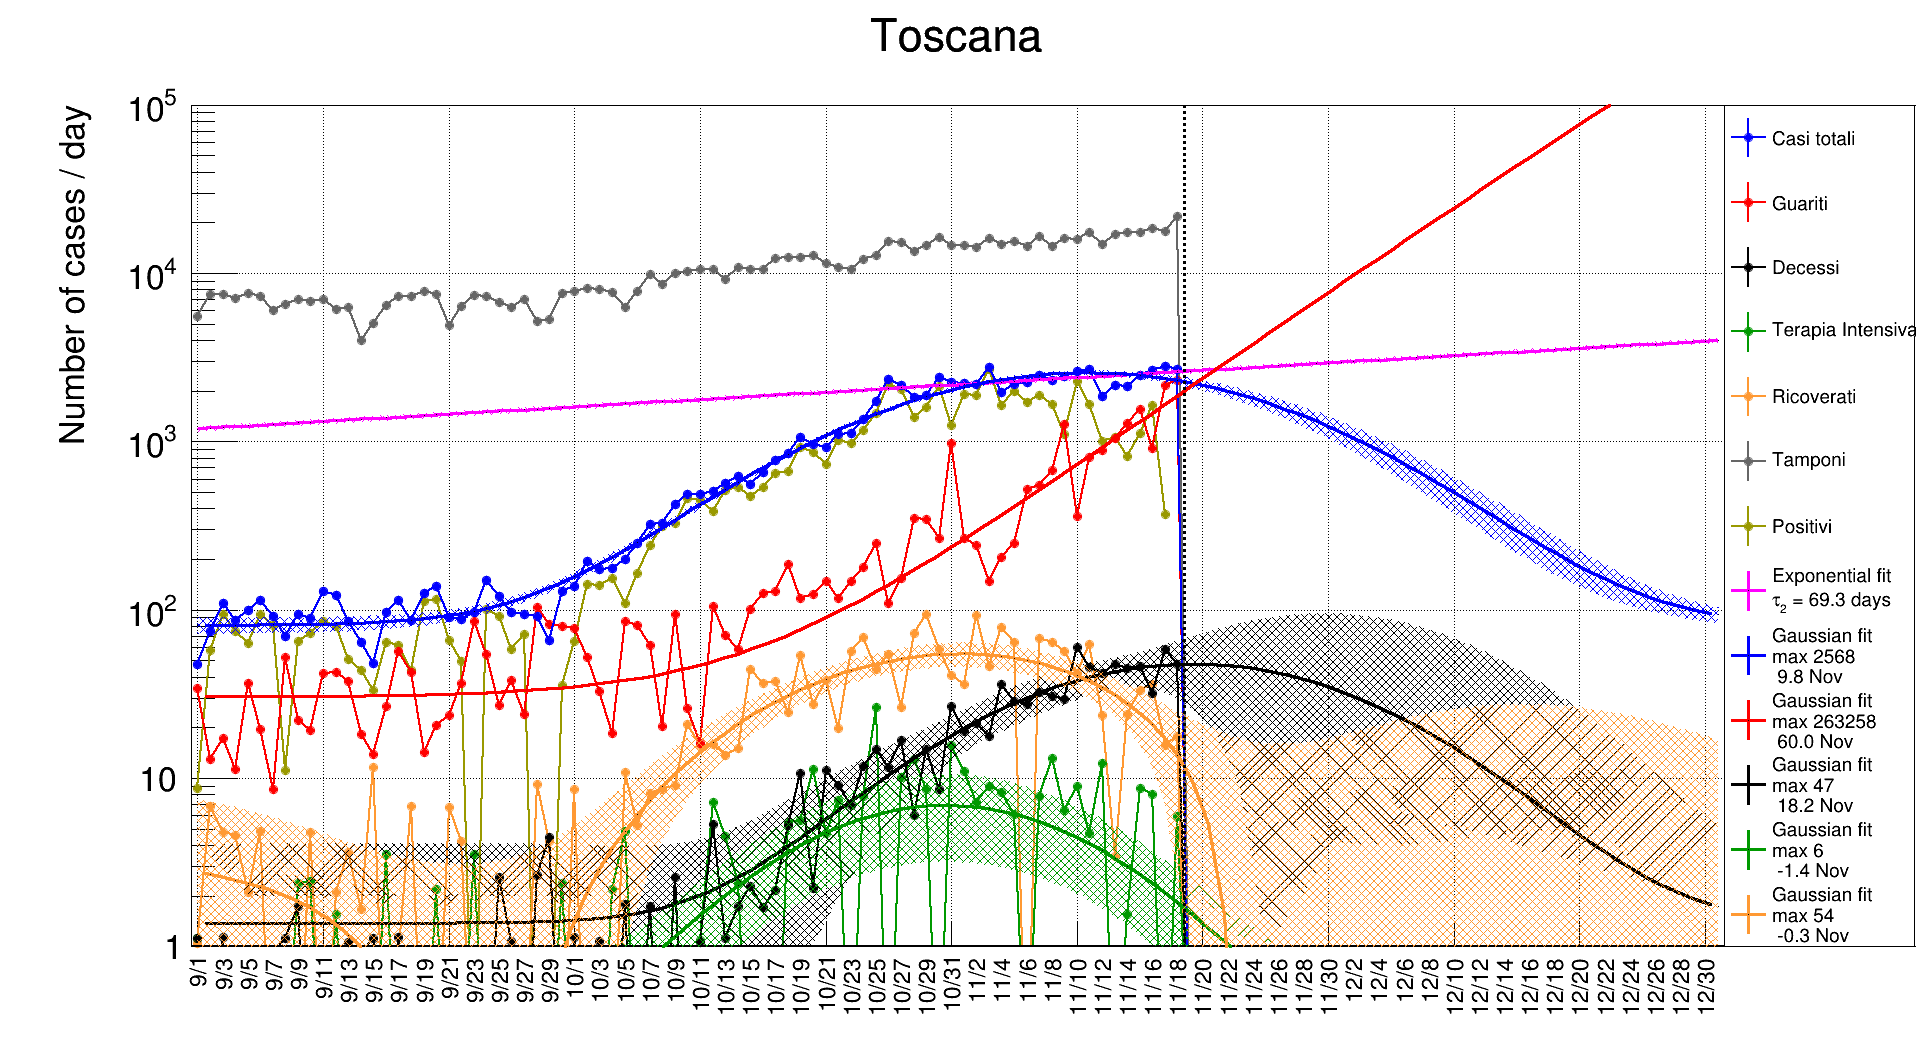 Toscana
Number of cases / day
10^5
10^4
10^3
10^2
10
1
9/1 9/3 9/5 9/7 9/9 9/11 9/13 9/15 9/17 9/19 9/21 9/23 9/25 9/27 9/29 10/1 10/3 10/5 10/7 10/9 10/11 10/13 10/15 10/17 10/19 10/21 10/23 10/25 10/27 10/29 10/31 11/2 11/4 11/6 11/8 11/10 11/12 11/14 11/16 11/18 11/20 11/22 11/24 11/26 11/28 11/30 12/2 12/4 12/6 12/8 12/10 12/12 12/14 12/16 12/18 12/20 12/22 12/24 12/26 12/28 12/30
Casi totali
Guariti
Decessi
Terapia Intensiva
Ricoverati
Tamponi
Positivi
Exponential fit
τ2 = 69.3 days
Gaussian fit
max 2568
9.8 Nov
Gaussian fit
max 263258
60.0 Nov
Gaussian fit
max 47
18.2 Nov
Gaussian fit
max 6
-1.4 Nov
Gaussian fit
max 54
-0.3 Nov